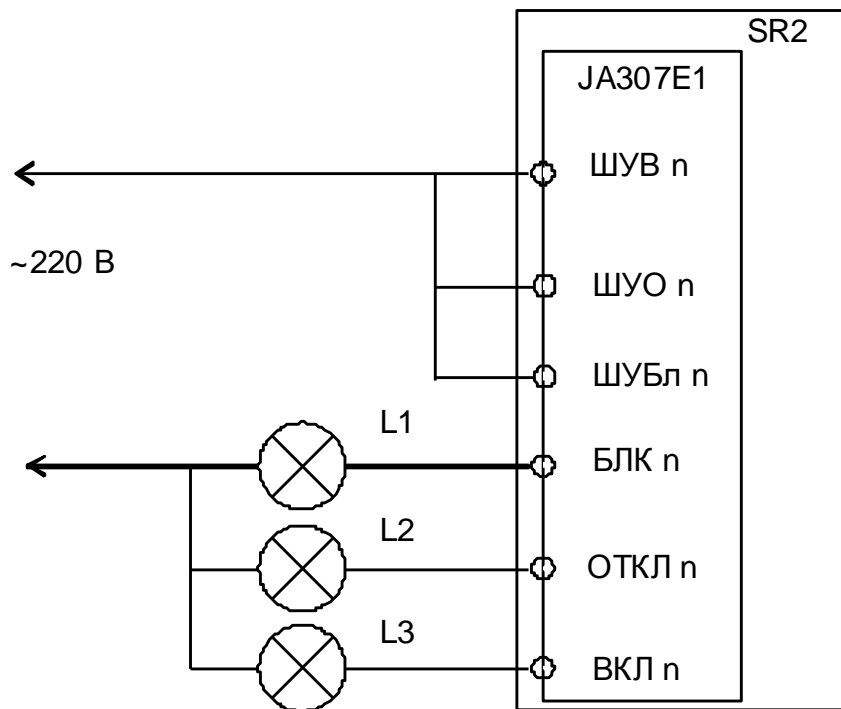 SR2
JA307E1
ШУВ n
~220 В
ШУО n
ШУБл n
L1
БЛК n
L2
ОТКЛ n
L3
ВКЛ n